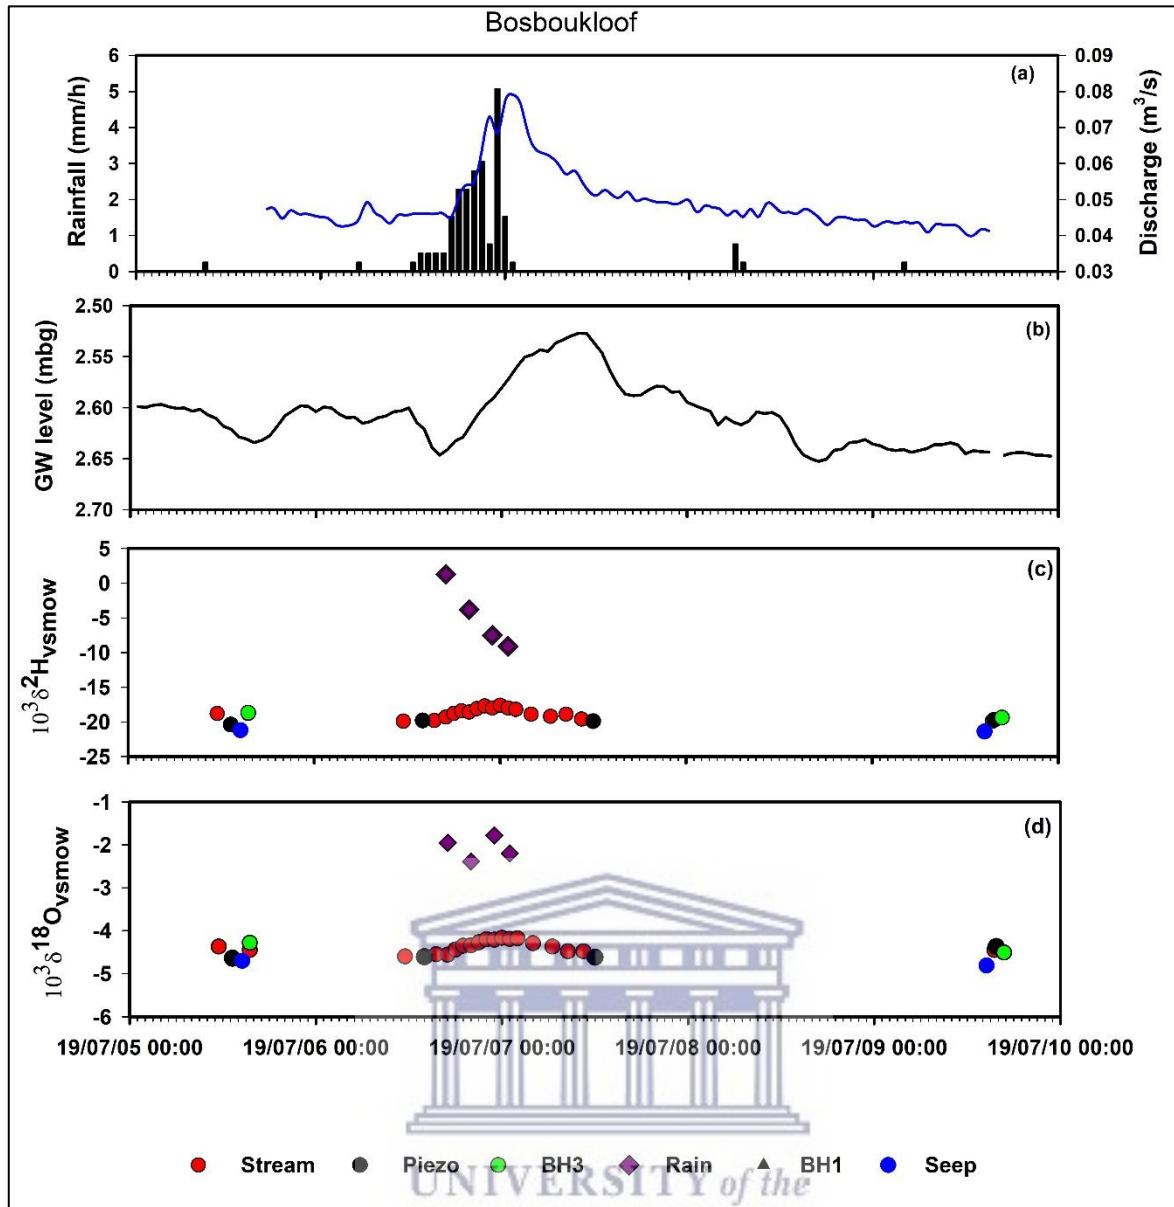 Bosboukloof
(a)
Rainfall (mm/h)
6
5
4
3
2
1
0
Discharge (m³/s)
0.09
0.08
0.07
0.06
0.05
0.04
0.03
(b)
GW level (mbg)
2.50
2.55
2.60
2.65
2.70
(c)
10³δ²Hvsmow
5
0
-5
-10
-15
-20
-25
(d)
10³δ¹⁸Ovsmow
-1
-2
-3
-4
-5
-6
19/07/05 00:00 19/07/06 00:00 19/07/07 00:00 19/07/08 00:00 19/07/09 00:00 19/07/10 00:00
Stream Piezo BH3 Rain BH1 Seep
UNIVERSITY of the